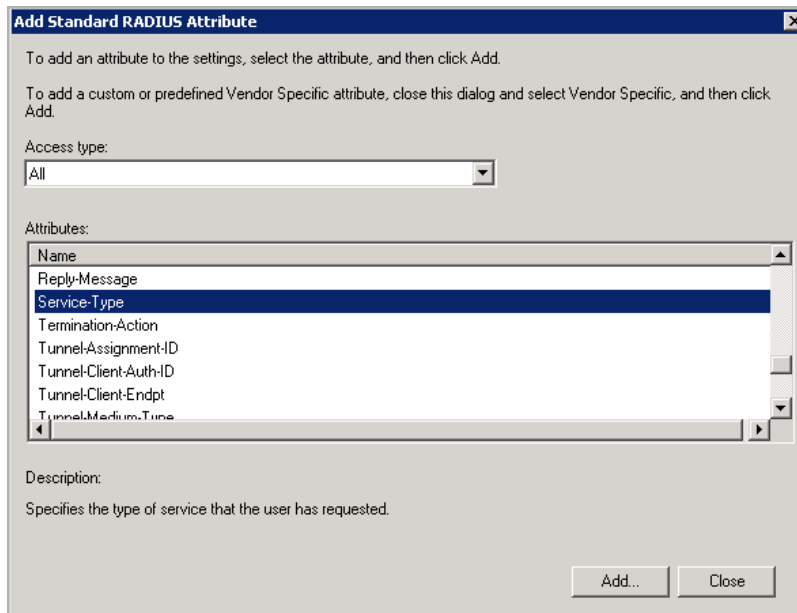 Add Standard RADIUS Attribute
To add an attribute to the settings, select the attribute, and then click Add.
To add a custom or predefined Vendor Specific attribute, close this dialog and select Vendor Specific, and then click
Add.
Access type:
All
Attributes:
Name
Reply-Message
Service-Type
Termination-Action
Tunnel-Assignment-ID
Tunnel-Client-Auth-ID
Tunnel-Client-Endpt
Tunnel-Medium-Type
Description:
Specifies the type of service that the user has requested.
Add... Close